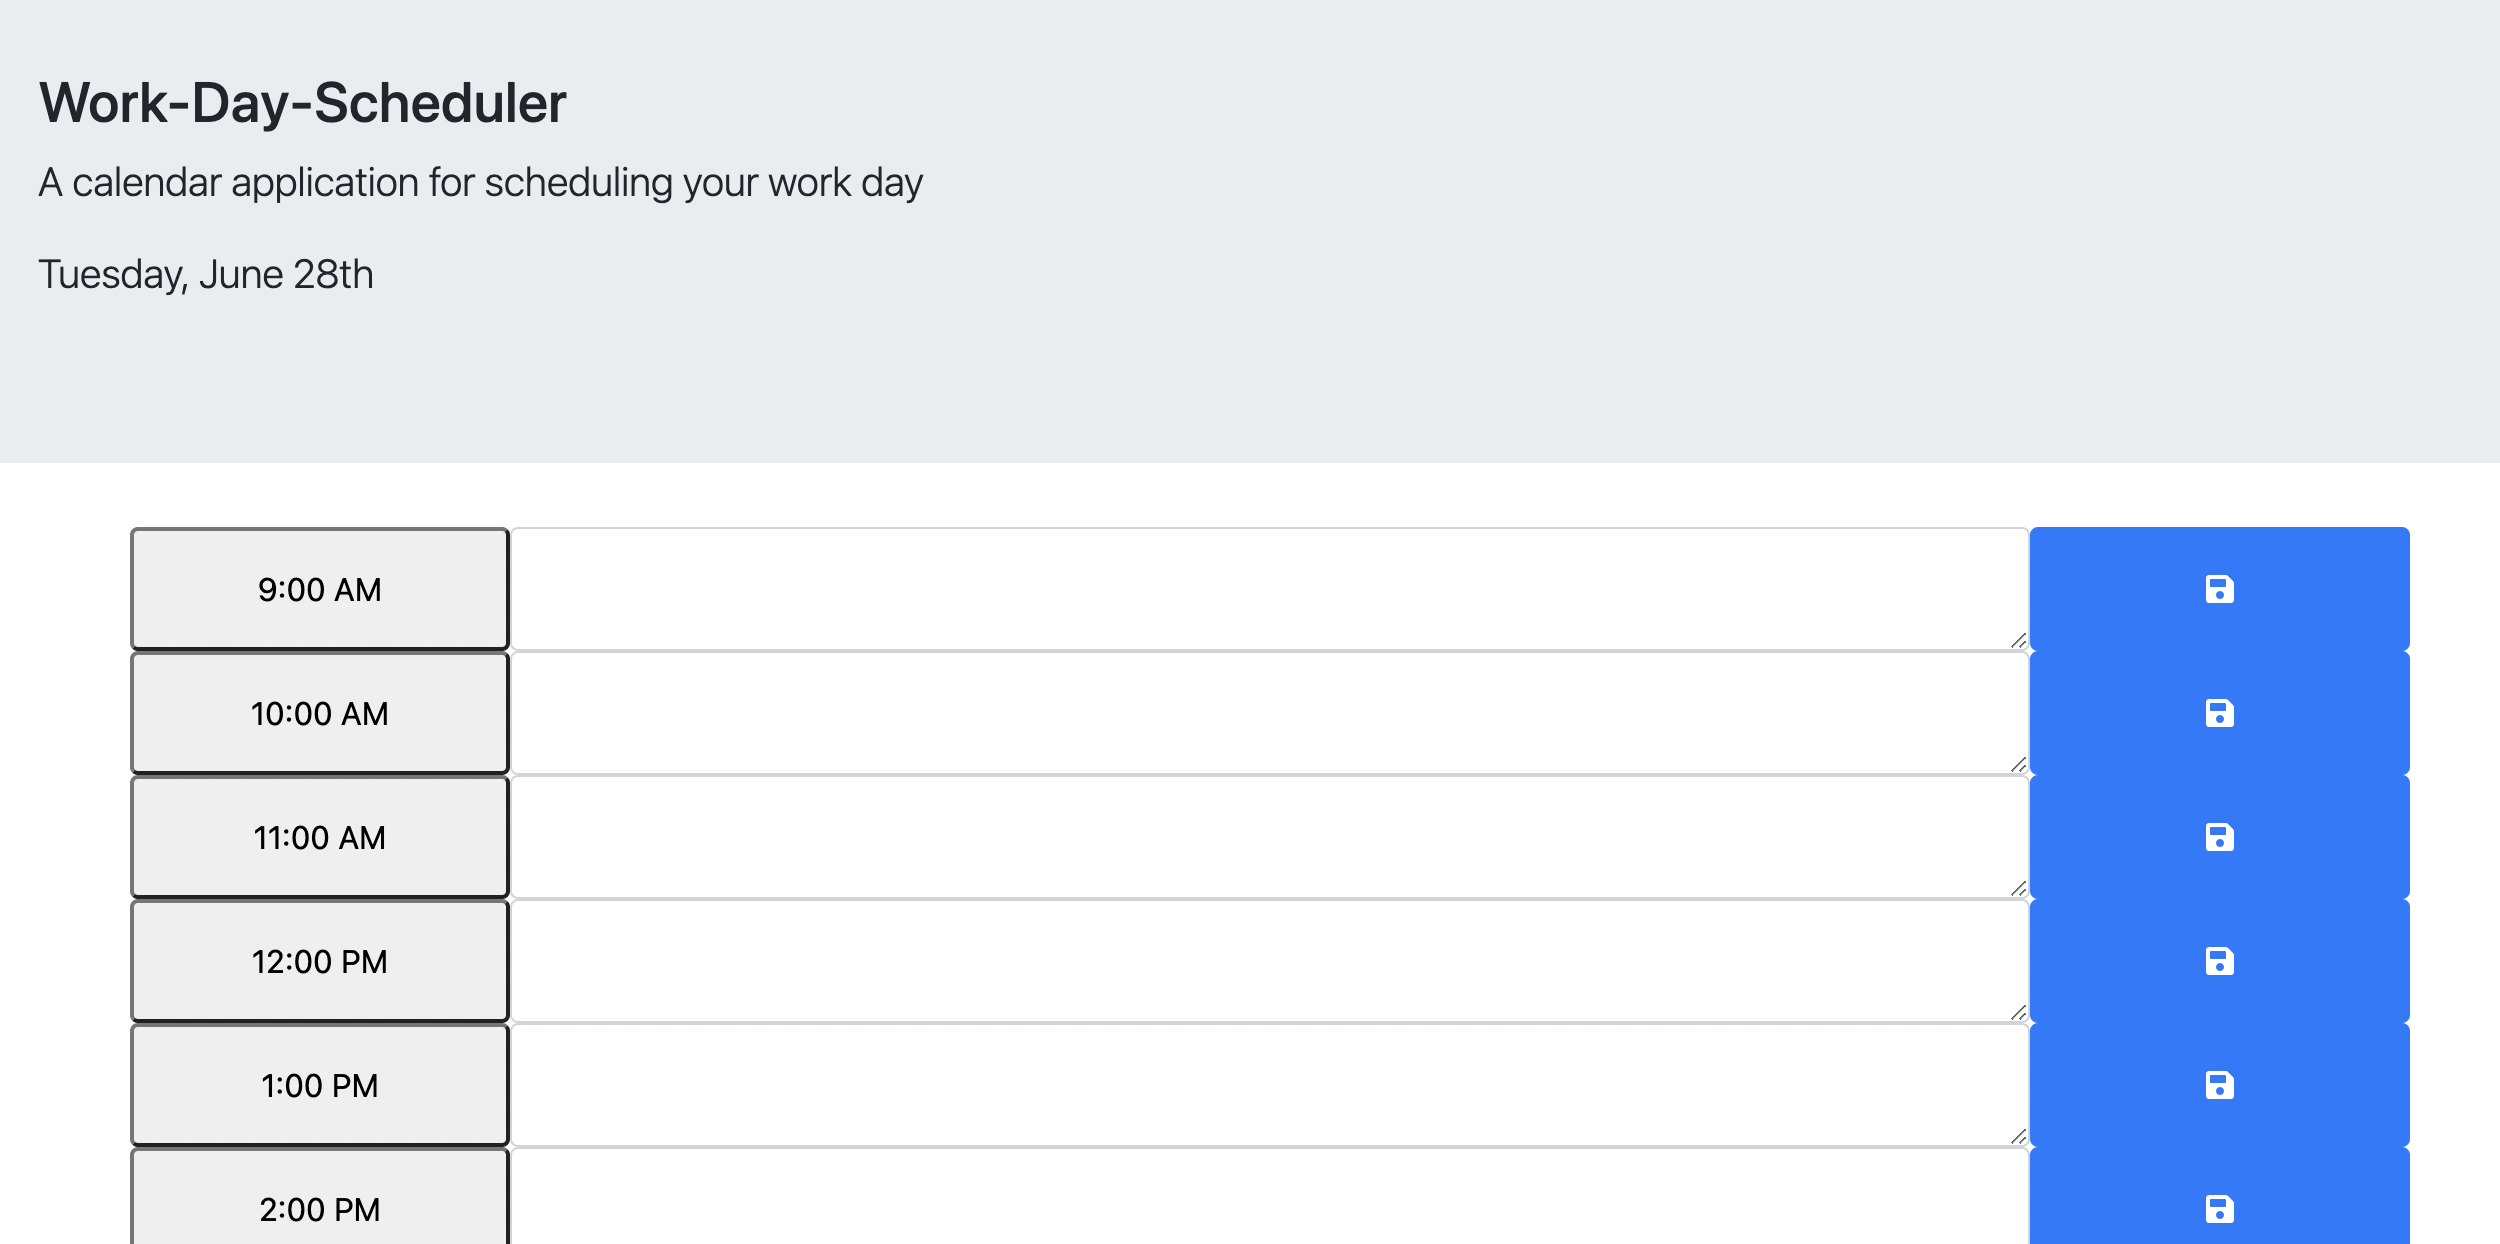 Work-Day-Scheduler
A calendar application for scheduling your work day
Tuesday, June 28th
9:00 AM
10:00 AM
11:00 AM
12:00 PM
1:00 PM
2:00 PM